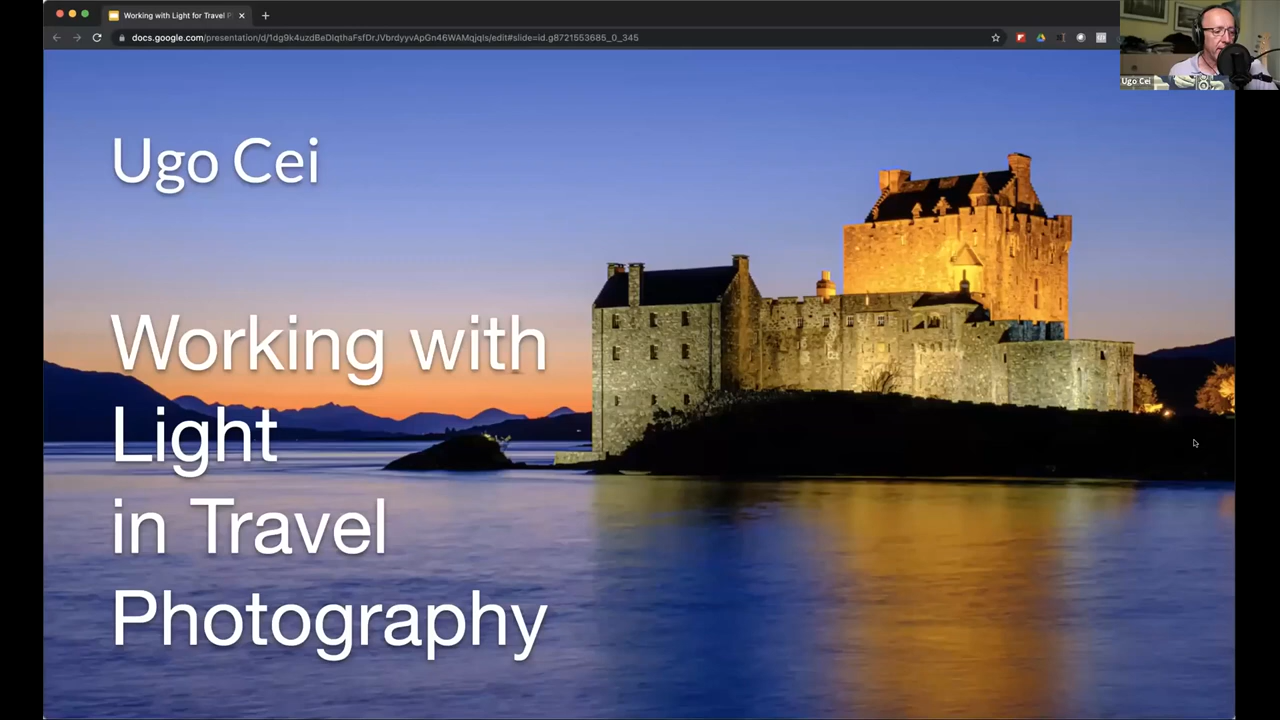 Working with Light for Travel P
docs.google.com/presentation/d/1dg9k4uzdBeDIqthaFsfDrJVbrdyyvApGn46WAMqjqIs/edit#slide=id.g8721553685_0_345
Ugo Cei
Ugo Cei
Working with
Light
in Travel
Photography